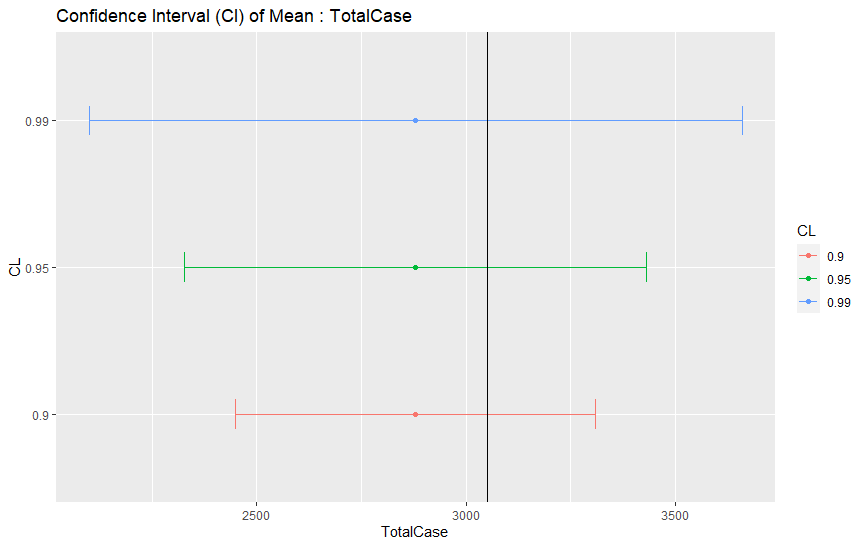 Confidence Interval (CI) of Mean : TotalCase
0.99
0.95
0.9
CL
2500
3000
3500
TotalCase
CL
0.9
0.95
0.99